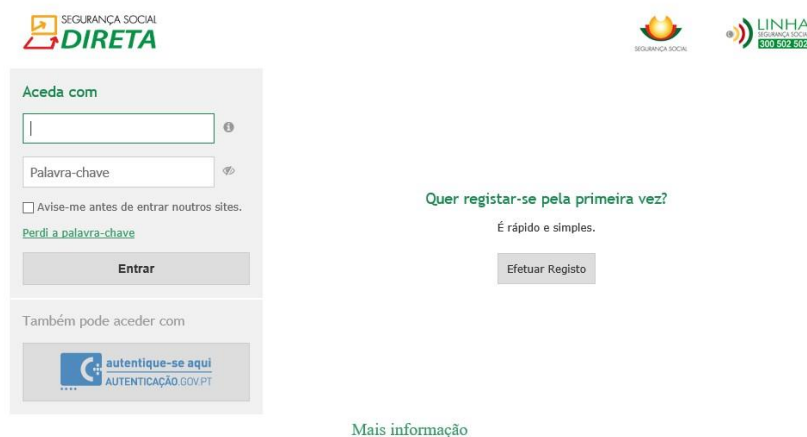 SEGURANÇA SOCIAL
DIRETA
SEGURANÇA SOCIAL
LINHA
SEGURANÇA SOCIAL
300 502 502
Aceda com
Palavra-chave
Avise-me antes de entrar noutros sites.
Perdi a palavra-chave
Entrar
Quer registar-se pela primeira vez?
É rápido e simples.
Efetuar Registo
Também pode aceder com
autentique-se aqui
AUTENTICAÇÃO.GOV.PT
Mais informação